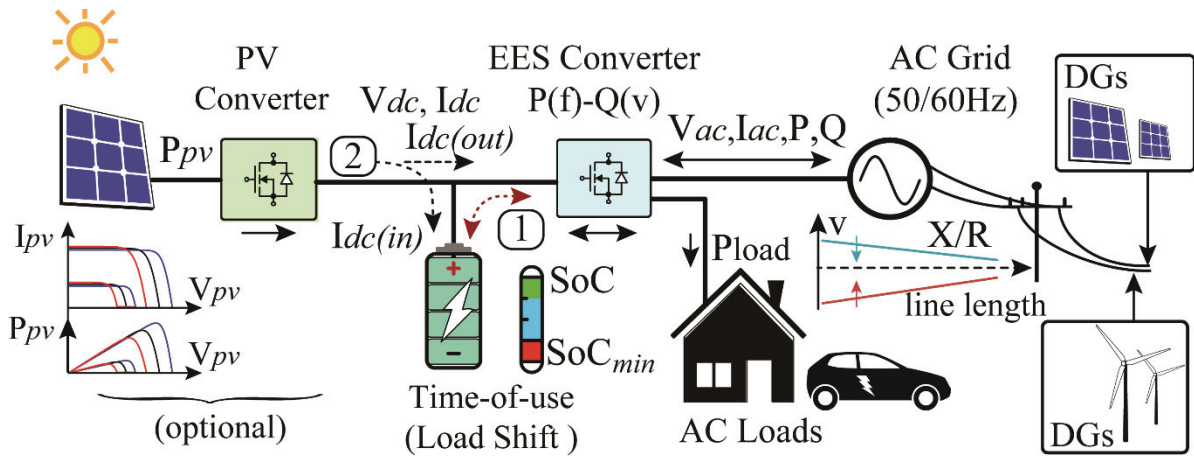 PV
Converter
EES Converter
P(f)-Q(v)
AC Grid
(50/60Hz)
DGs
Vdc, Idc
Idc(out)
Ppv
2
Vac,Iac,P,Q
Idc(in)
1
Pload
v
X/R
line length
Ipv
Vpv
Ppv
Vpv
+
-
SoC
SoCmin
(optional)
Time-of-use
(Load Shift )
AC Loads
DGs